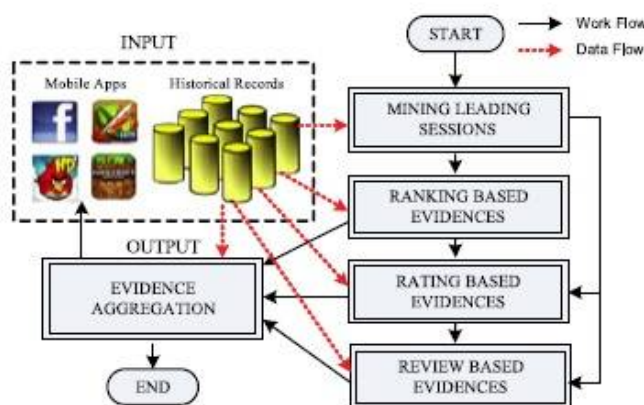 INPUT
START
Work Flow
Data Flow
Mobile Apps
Historical Records
MINING LEADING
SESSIONS
RANKING BASED
EVIDENCES
OUTPUT
EVIDENCE
AGGREGATION
RATING BASED
EVIDENCES
REVIEW BASED
EVIDENCES
END